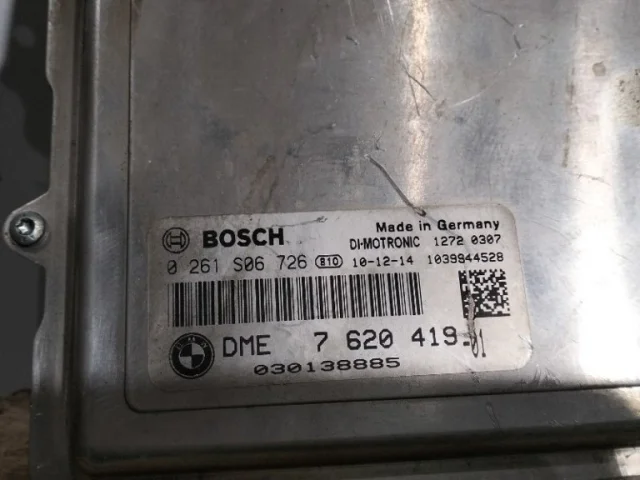 Made in Germany
BOSCH DI-MOTRONIC 1272 0307
0 261 S06 726 B10 10-12-14 1039844528
DME 7 620 419-01
030138885